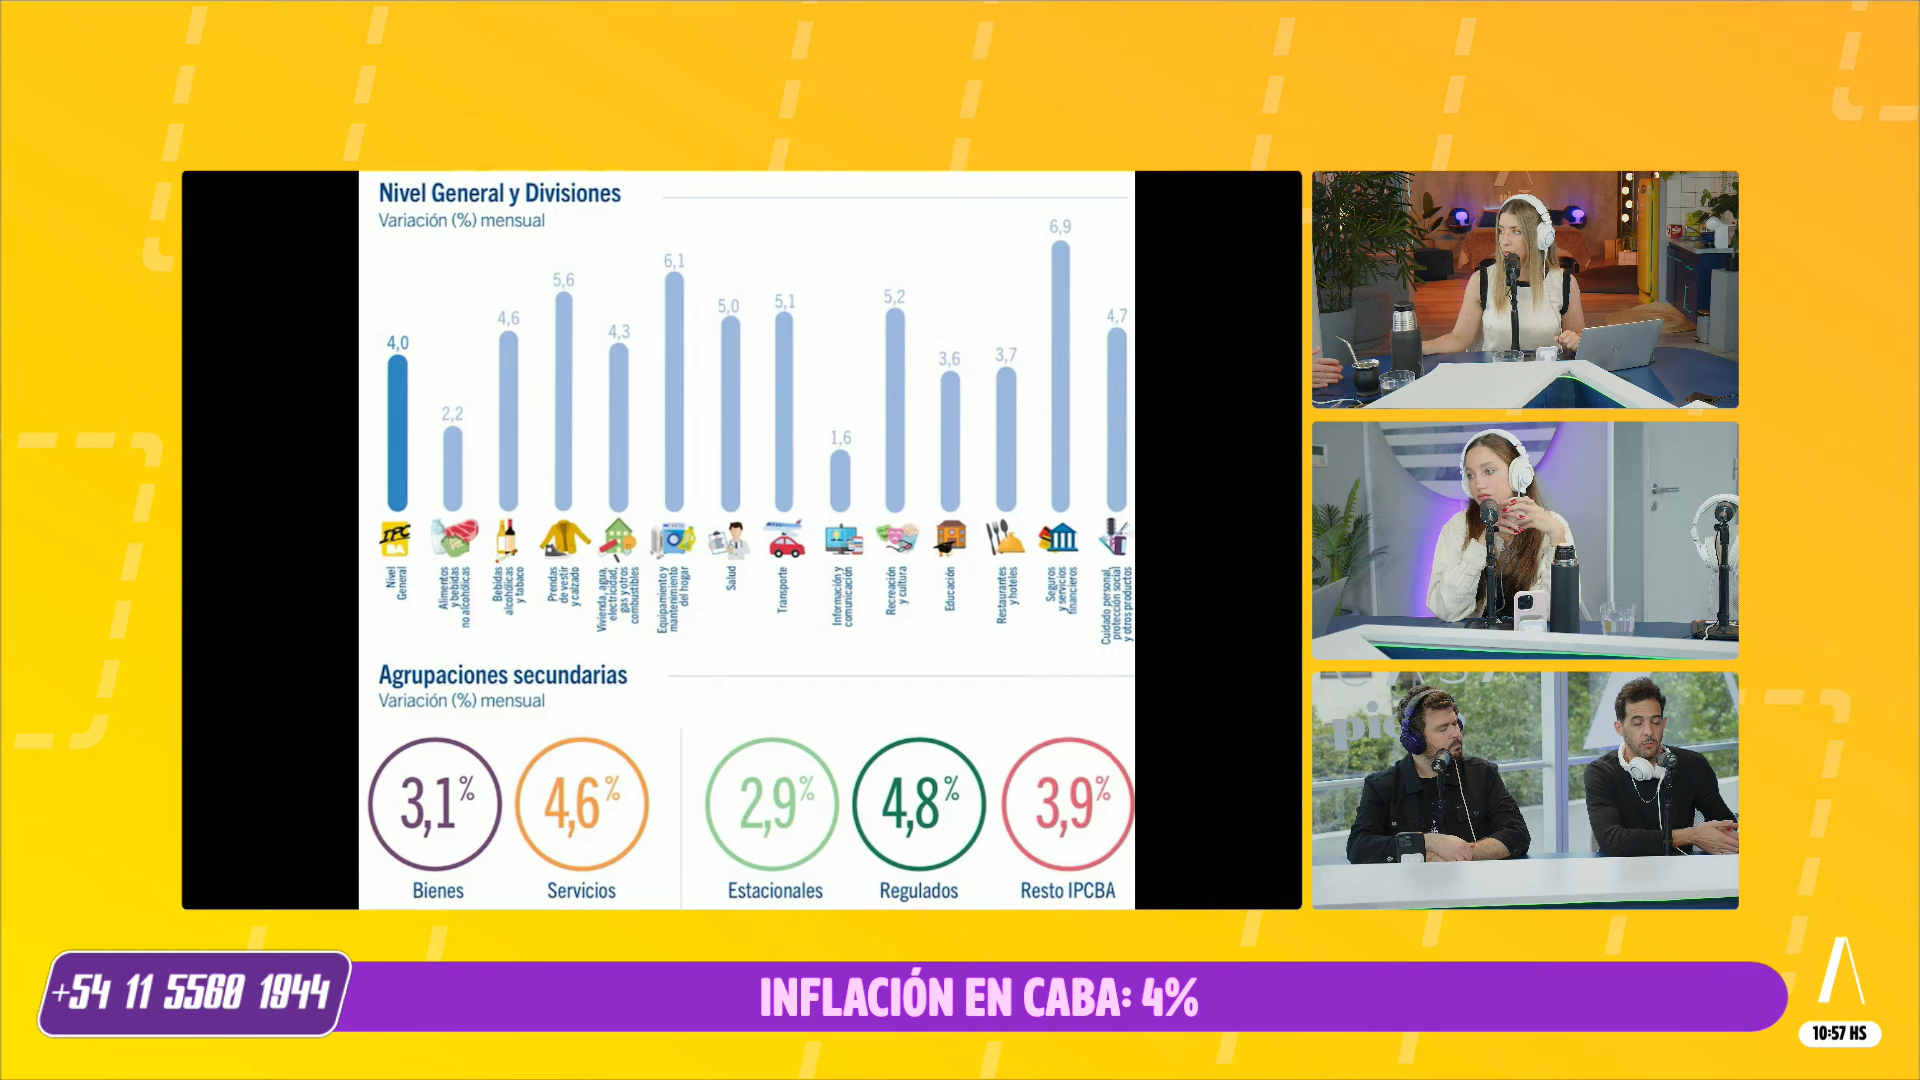 Nivel General y Divisiones
Variación (%) mensual
4,0
2,2
4,6
5,6
4,3
6,1
5,0
5,1
1,6
5,2
3,6
3,7
6,9
4,7
IPC
BA
Nivel
General
Alimentos
y bebidas
no alcohólicas
Bebidas
alcohólicas
y tabaco
Prendas
de vestir
y calzado
Vivienda, agua,
electricidad,
gas y otros
combustibles
Equipamiento y
mantenimiento
del hogar
Salud
Transporte
Información y
comunicación
Recreación
y cultura
Educación
Restaurantes
y hoteles
Seguros
y servicios
financieros
Cuidado personal,
protección social
y otros productos
Agrupaciones secundarias
Variación (%) mensual
3,1%
4,6%
2,9%
4,8%
3,9%
Bienes
Servicios
Estacionales
Regulados
Resto IPCBA
+54 11 5560 1944
INFLACIÓN EN CABA: 4%
10:57 HS